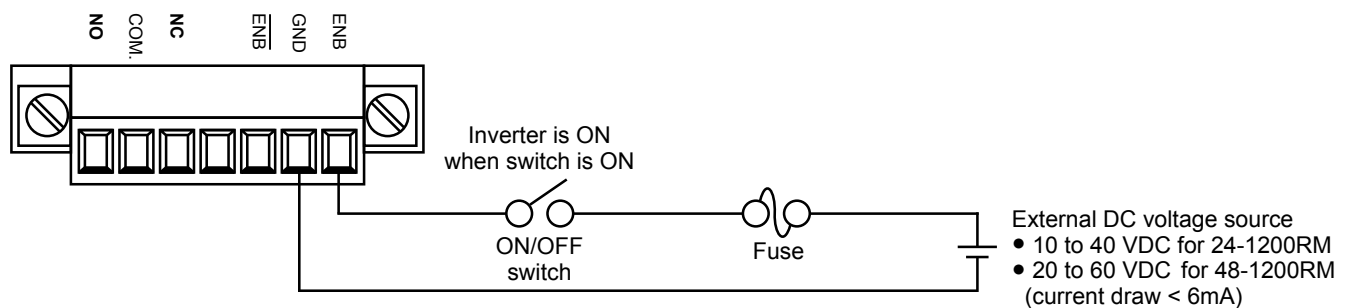 NO
COM.
NC
ENB
GND
ENB
Inverter is ON
when switch is ON
ON/OFF
switch
Fuse
External DC voltage source
● 10 to 40 VDC for 24-1200RM
● 20 to 60 VDC for 48-1200RM
(current draw < 6mA)